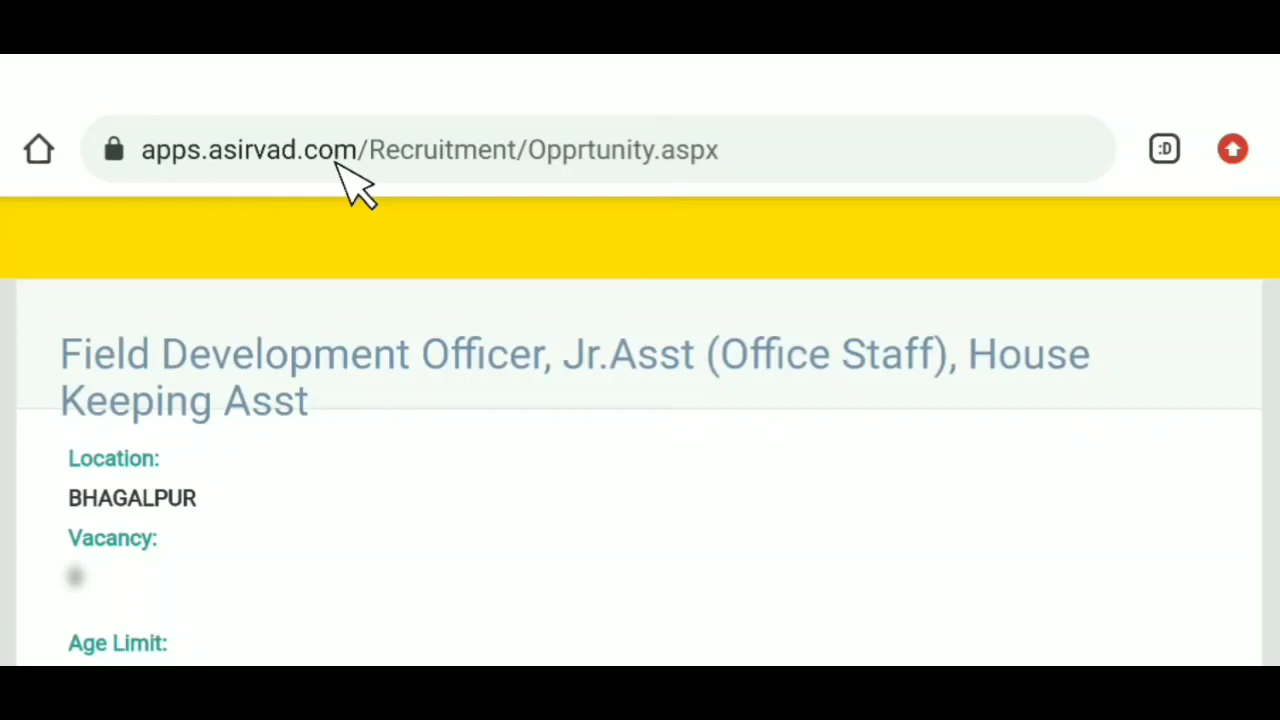 apps.asirvad.com/Recruitment/Opprtunity.aspx
:D
Field Development Officer, Jr.Asst (Office Staff), House
Keeping Asst
Location:
BHAGALPUR
Vacancy:
Age Limit: